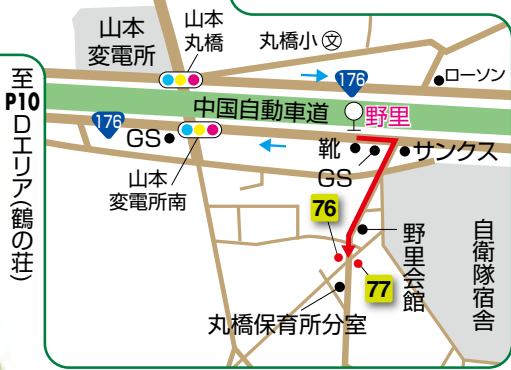 山本
変電所
山本
丸橋
丸橋小 文
176
ローソン
至
P10
Dエリア(鶴の荘)
中国自動車道
野里
176
GS
山本
変電所南
靴
GS
サンクス
76
77
野里会館
自衛隊宿舎
丸橋保育所分室